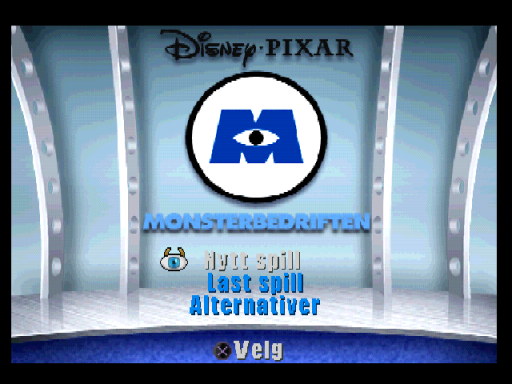 Disney·PIXAR
M
MONSTERBEDRIFTEN
Nytt spill
Last spill
Alternativer
Velg